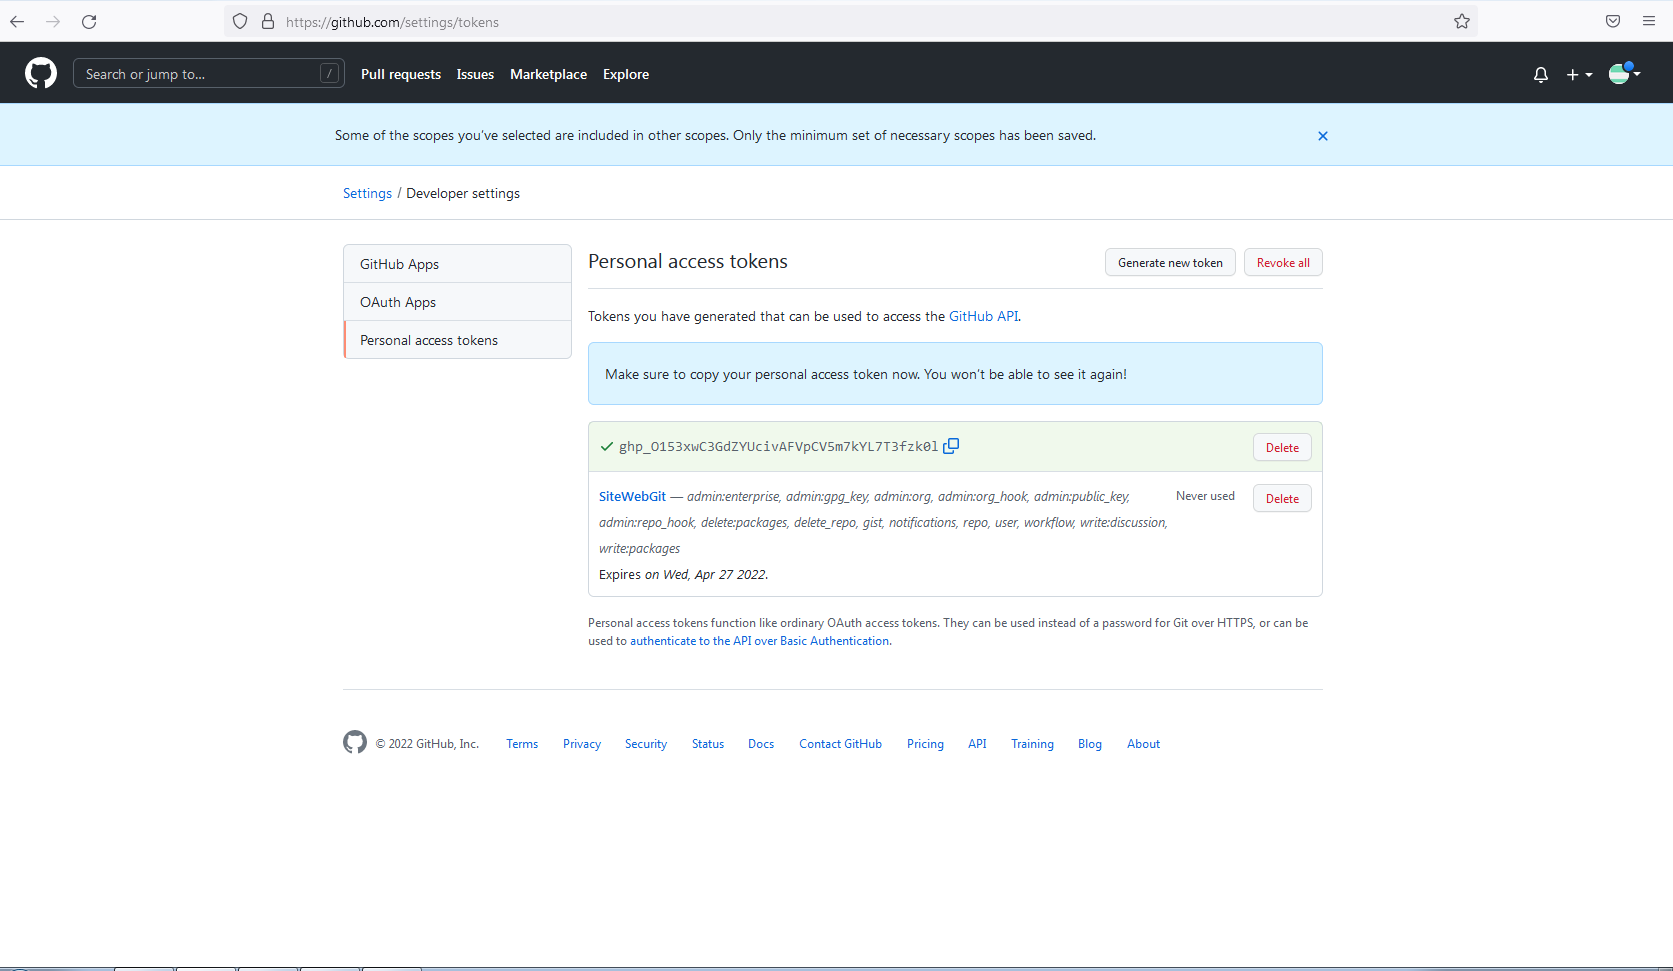 https://github.com/settings/tokens
Search or jump to... / Pull requests Issues Marketplace Explore
Some of the scopes you've selected are included in other scopes. Only the minimum set of necessary scopes has been saved.
Settings / Developer settings
GitHub Apps
OAuth Apps
Personal access tokens
Personal access tokens
Generate new token Revoke all
Tokens you have generated that can be used to access the GitHub API.
Make sure to copy your personal access token now. You won't be able to see it again!
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 Delete
SiteWebGit — admin:enterprise, admin:gpg_key, admin:org, admin:org_hook, admin:public_key, Never used Delete
admin:repo_hook, delete:packages, delete_repo, gist, notifications, repo, user, workflow, write:discussion,
write:packages
Expires on Wed, Apr 27 2022.
Personal access tokens function like ordinary OAuth access tokens. They can be used instead of a password for Git over HTTPS, or can be
used to authenticate to the API over Basic Authentication.
© 2022 GitHub, Inc. Terms Privacy Security Status Docs Contact GitHub Pricing API Training Blog About